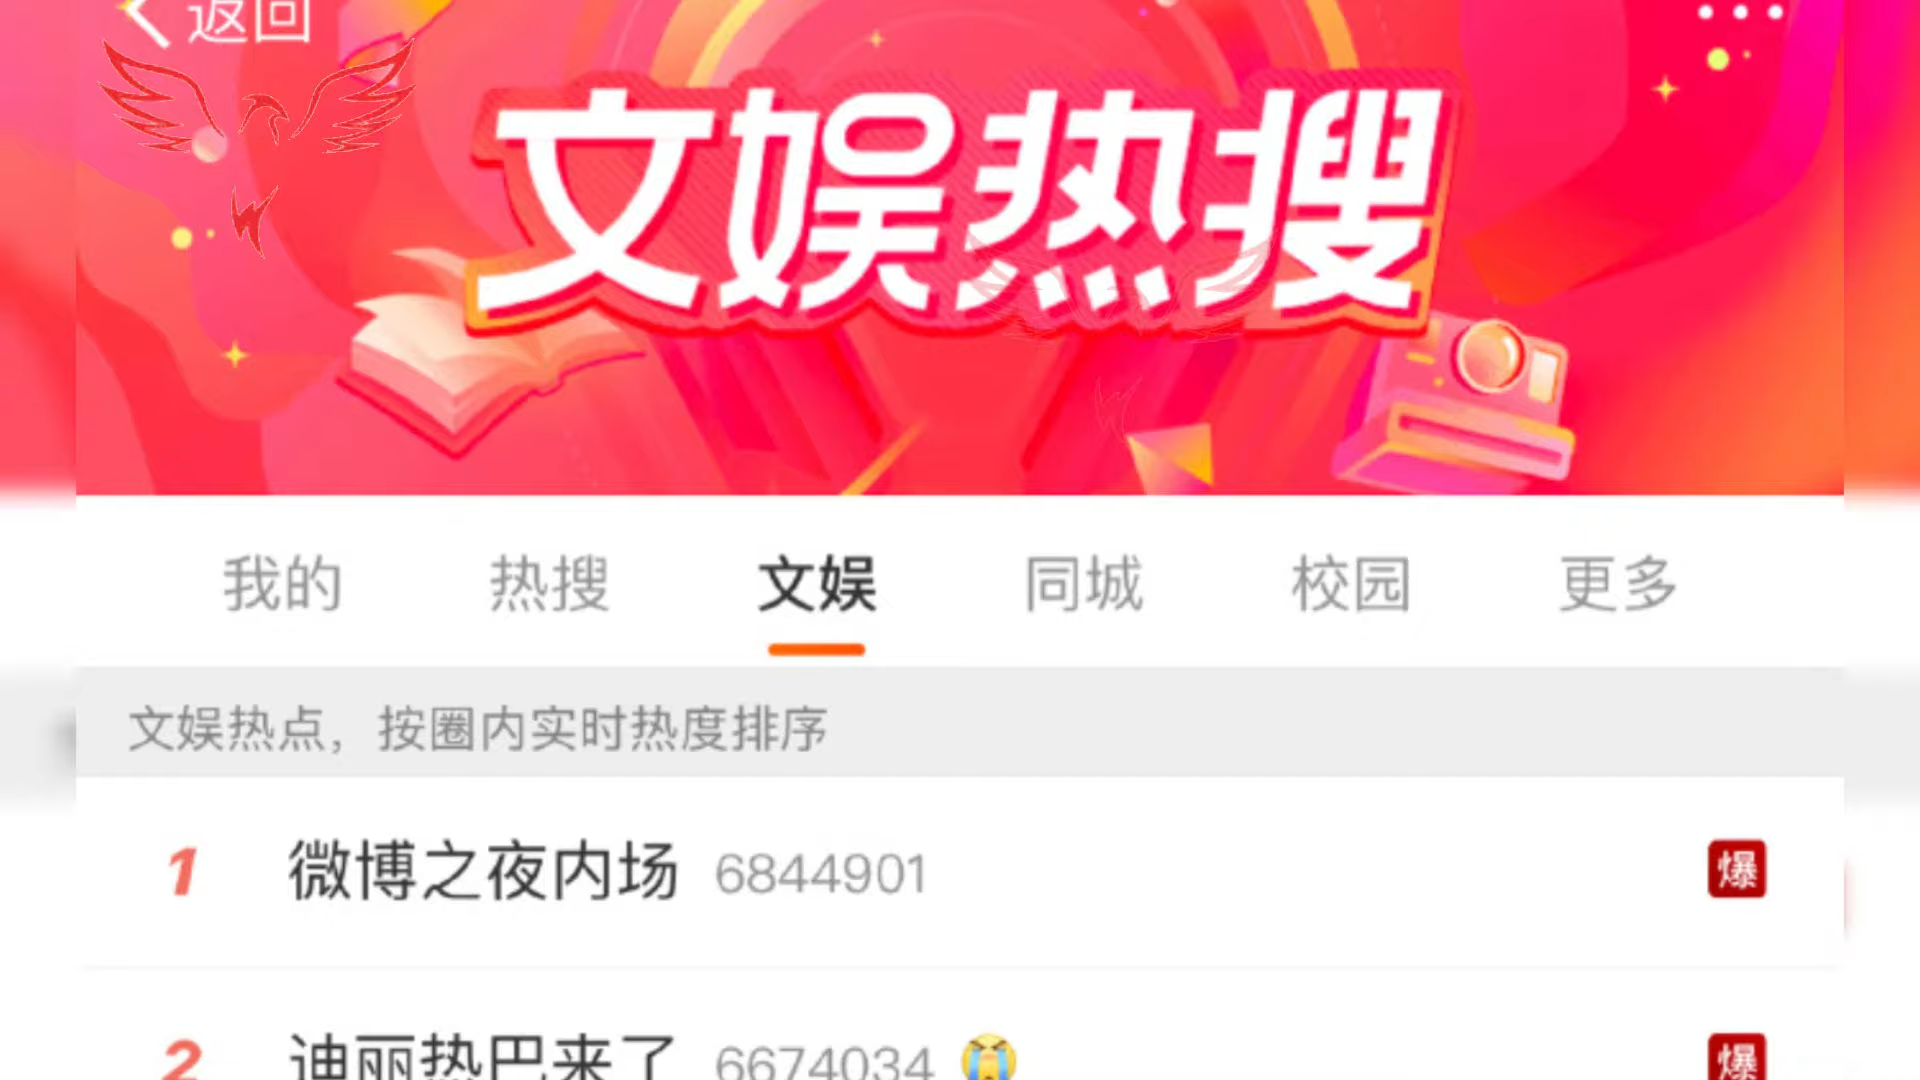 返回
文娱热搜
我的 热搜 文娱 同城 校园 更多
文娱热点，按圈内实时热度排序
1 微博之夜内场 6844901 爆
2 迪丽热巴来了 6674034 爆